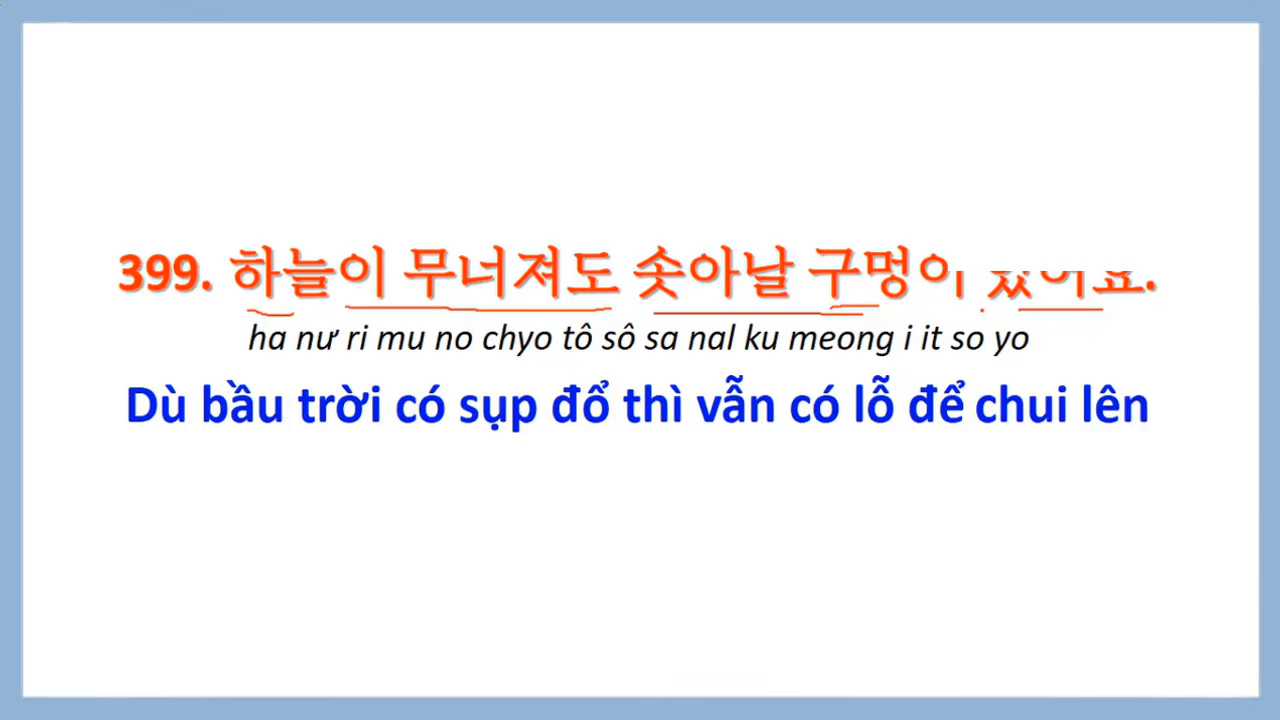 399. 하늘이 무너져도 솟아날 구멍이
ha nư ri mu no chyo tô sô sa nal ku meong i it so yo
Dù bầu trời có sụp đổ thì vẫn có lỗ để chui lên